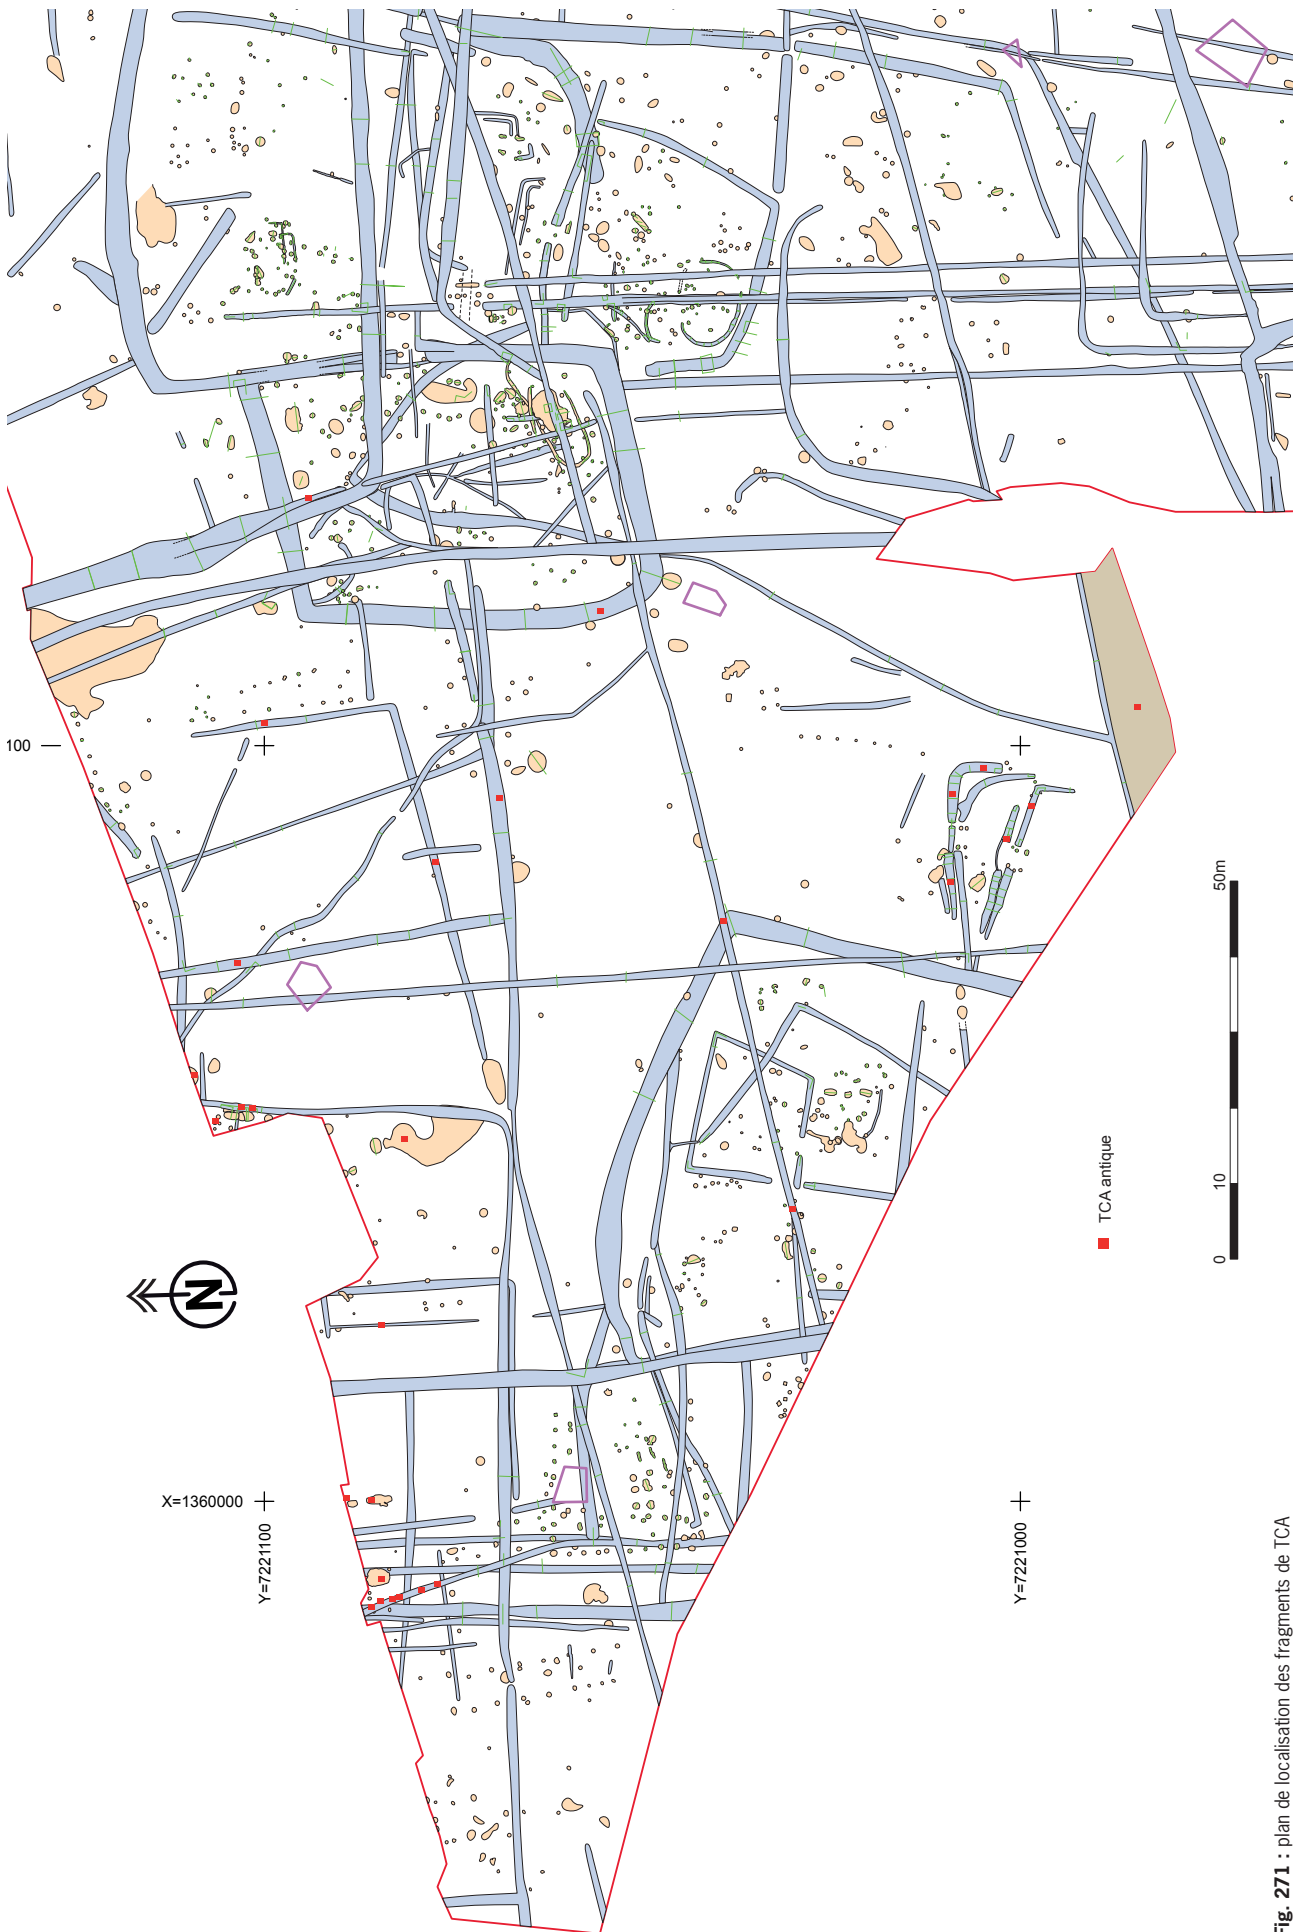 100
X=1360000
Y=7221100
Y=7221000
N
TCA antique
0 10 50m
Fig. 271 : plan de localisation des fragments de TCA